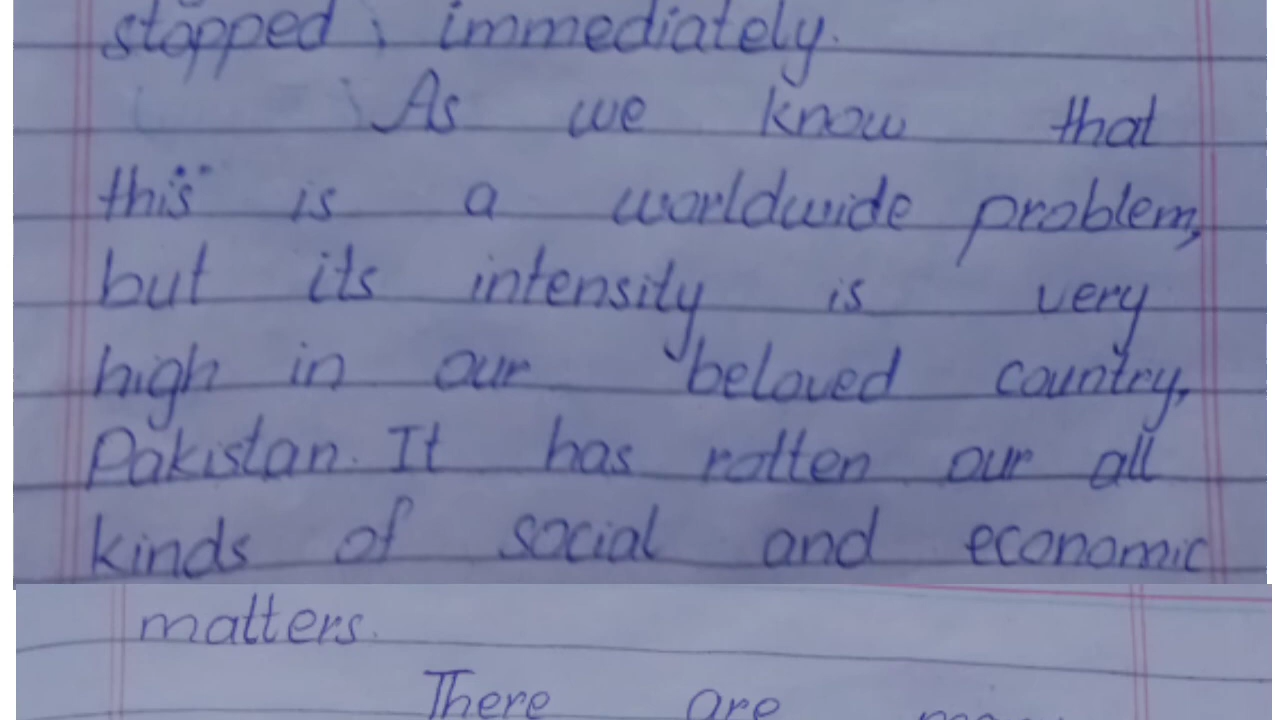 stopped, immediately.
As we know that
this is a worldwide problem,
but its intensity is very
high in our beloved country,
Pakistan. It has rotten our all
kinds of social and economic
matters.
There are